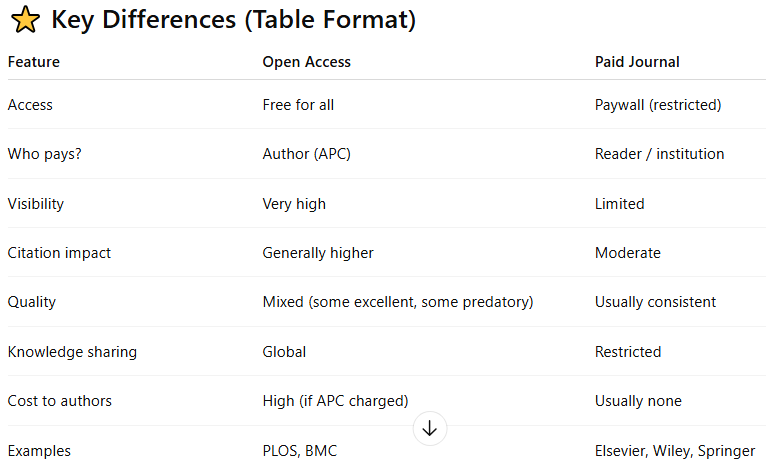 ⭐ Key Differences (Table Format)
Feature Open Access Paid Journal
Access Free for all Paywall (restricted)
Who pays? Author (APC) Reader / institution
Visibility Very high Limited
Citation impact Generally higher Moderate
Quality Mixed (some excellent, some predatory) Usually consistent
Knowledge sharing Global Restricted
Cost to authors High (if APC charged) Usually none
Examples PLOS, BMC Elsevier, Wiley, Springer